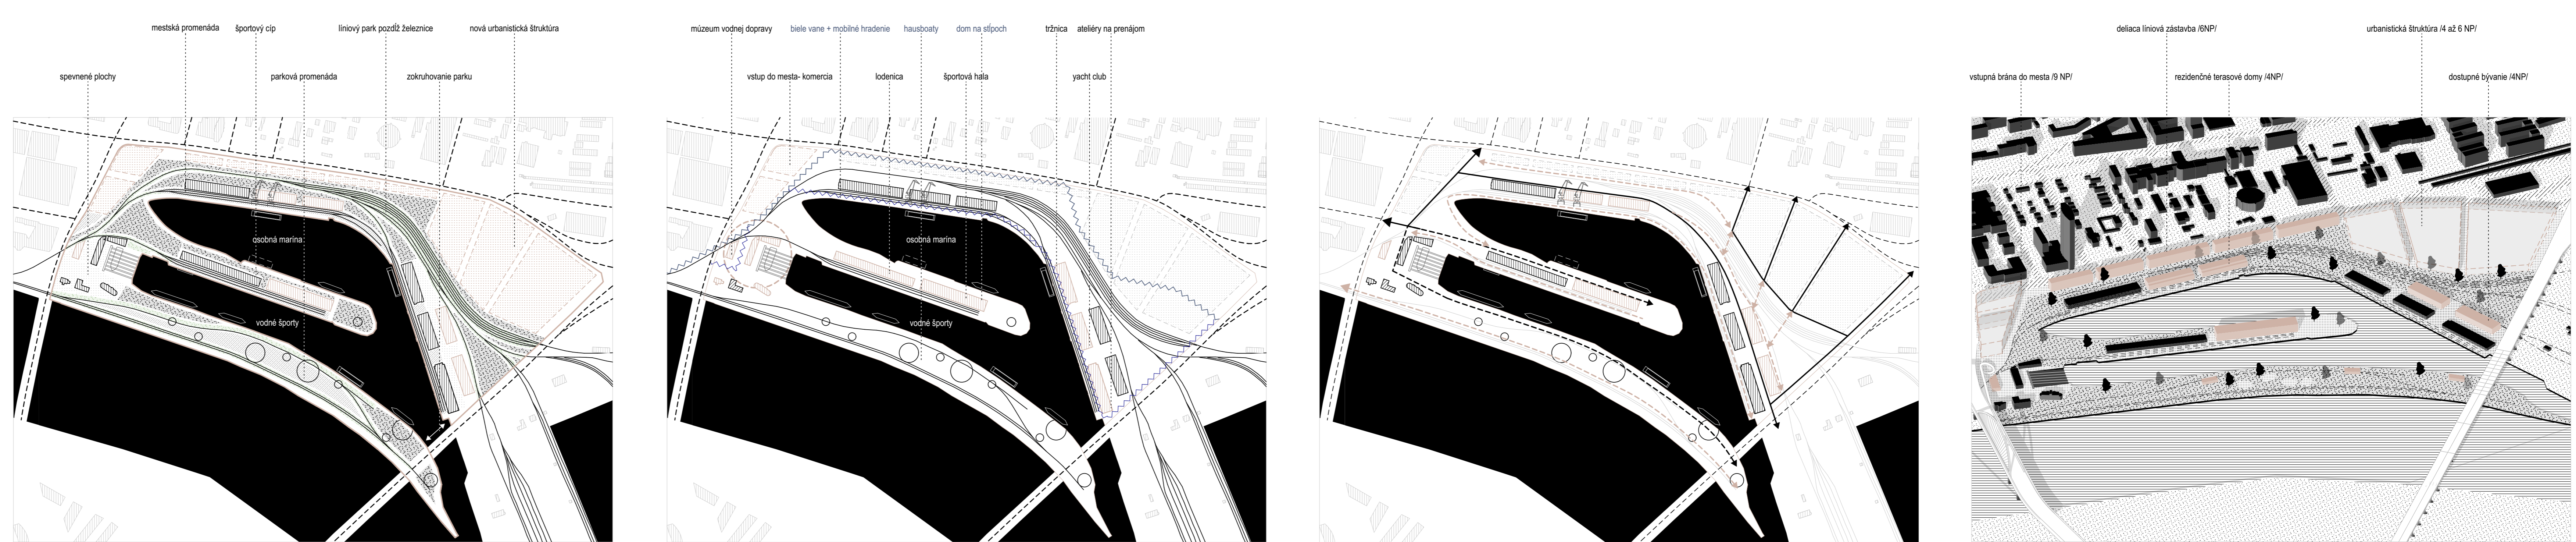 mestská promenáda športový cíp líniový park pozdĺž železnice nová urbanistická štruktúra
spevnené plochy parková promenáda zokruhovanie parku
osobná marína
vodné športy
múzeum vodnej dopravy biele vane + mobilné hradenie hausboaty dom na stĺpoch tržnica ateliéry na prenájom
vstup do mesta- komercia lodenica športová hala yacht club
osobná marína
vodné športy
deliaca líniová zástavba /6NP/ urbanistická štruktúra /4 až 6 NP/
vstupná brána do mesta /9 NP/ rezidenčné terasové domy /4NP/ dostupné bývanie /4NP/